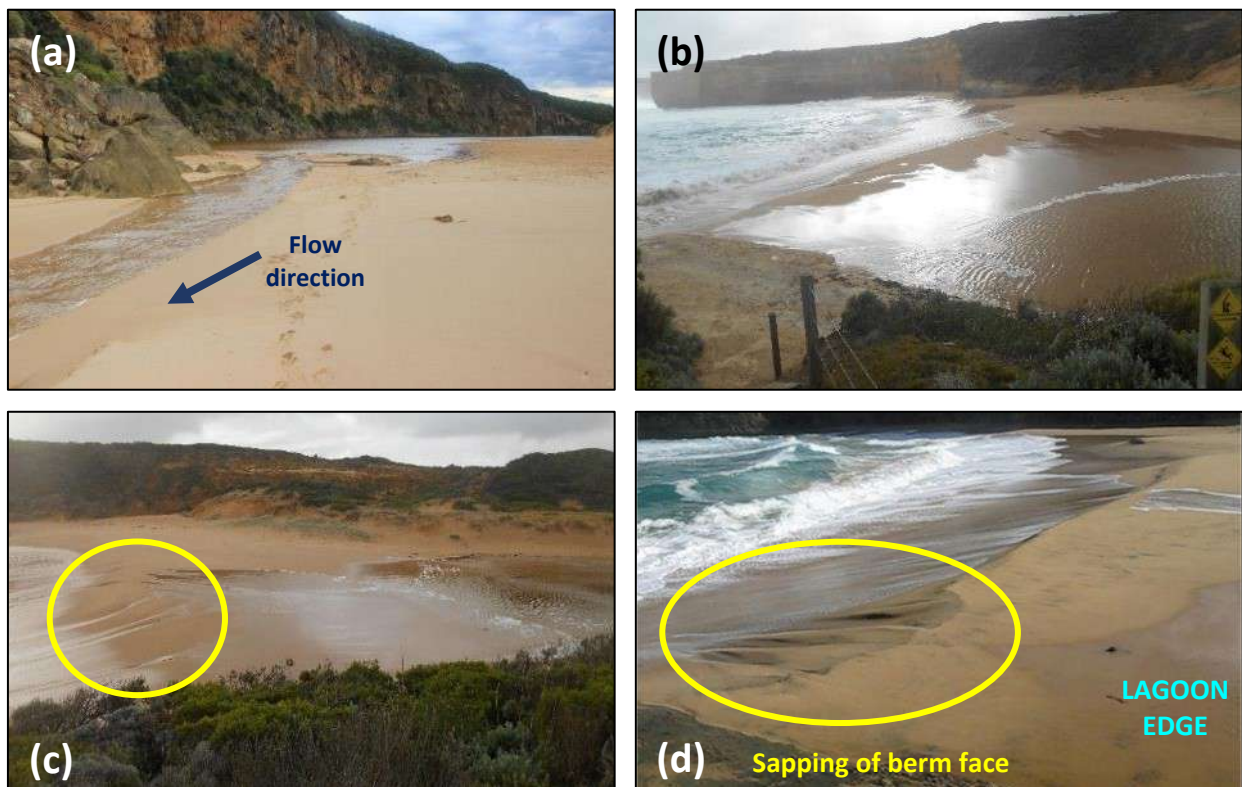 (a)
Flow
direction
(b)
(c)
(d)
LAGOON
EDGE
Sapping of berm face